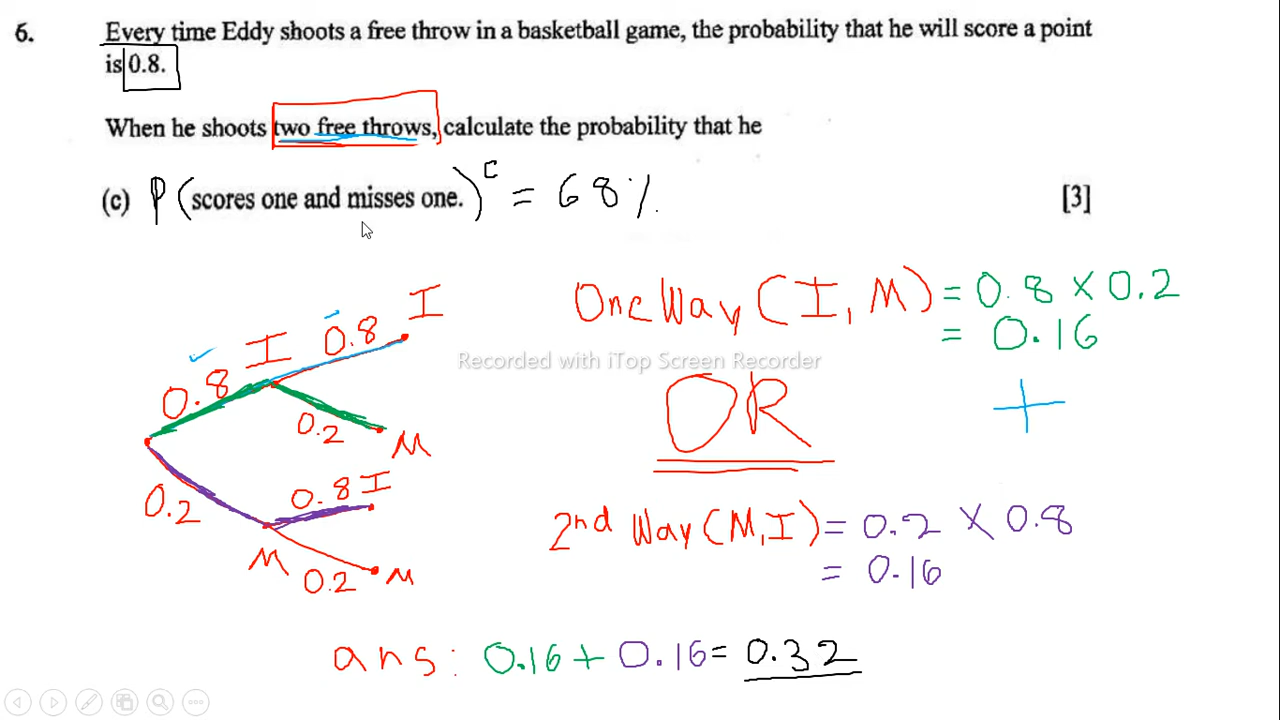 6. Every time Eddy shoots a free throw in a basketball game, the probability that he will score a point
is 0.8.
When he shoots two free throws, calculate the probability that he
(c) P(scores one and misses one.)ᶜ = 68% [3]
I
0.8
I
0.8
0.2
M
0.2
0.8 I
M
0.2 M
One Way (I, M) = 0.8 × 0.2
= 0.16
Recorded with iTop Screen Recorder
OR
+
2nd Way (M, I) = 0.2 × 0.8
= 0.16
ans: 0.16 + 0.16 = 0.32